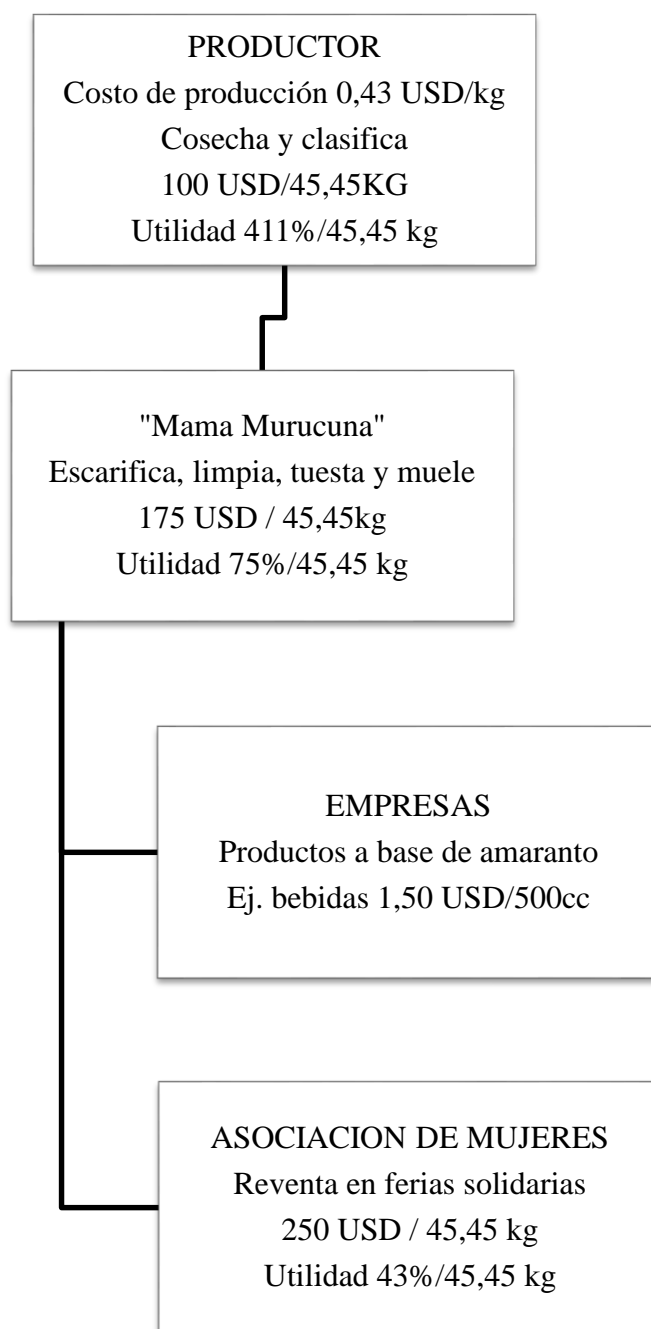 PRODUCTOR
Costo de producción 0,43 USD/kg
Cosecha y clasifica
100 USD/45,45KG
Utilidad 411%/45,45 kg
"Mama Murucuna"
Escarifica, limpia, tuesta y muele
175 USD / 45,45kg
Utilidad 75%/45,45 kg
EMPRESAS
Productos a base de amaranto
Ej. bebidas 1,50 USD/500cc
ASOCIACION DE MUJERES
Reventa en ferias solidarias
250 USD / 45,45 kg
Utilidad 43%/45,45 kg